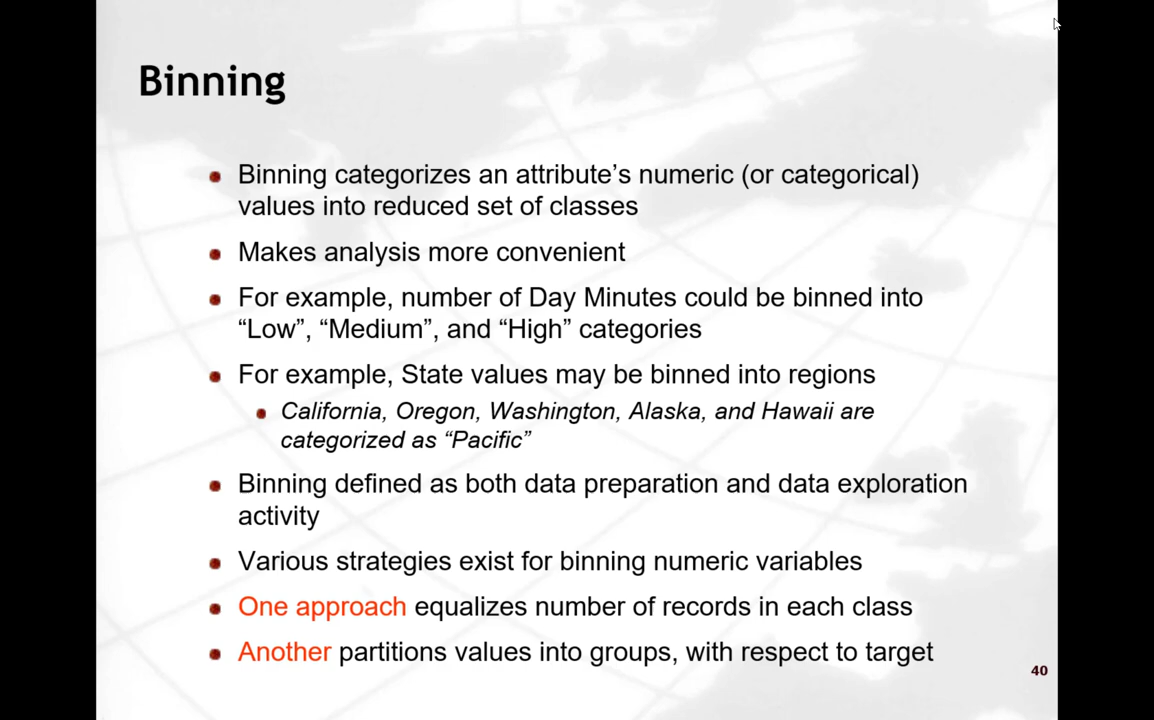 Binning
Binning categorizes an attribute’s numeric (or categorical)
values into reduced set of classes
Makes analysis more convenient
For example, number of Day Minutes could be binned into
“Low”, “Medium”, and “High” categories
For example, State values may be binned into regions
California, Oregon, Washington, Alaska, and Hawaii are
categorized as “Pacific”
Binning defined as both data preparation and data exploration
activity
Various strategies exist for binning numeric variables
One approach equalizes number of records in each class
Another partitions values into groups, with respect to target
40